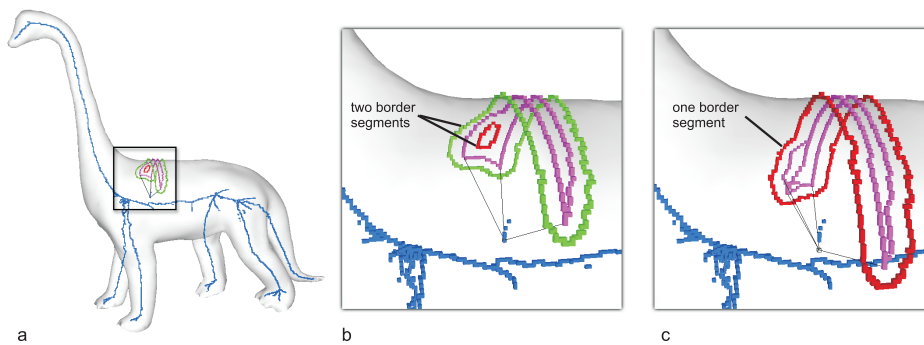 two border
segments
one border
segment
a
b
c